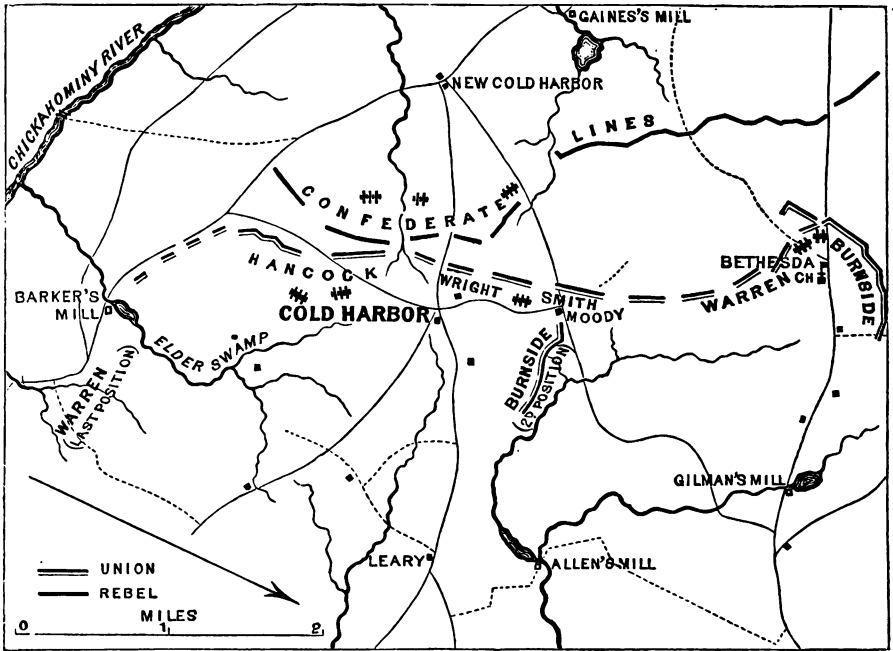 GAINES'S MILL
CHICKAHOMINY RIVER
NEW COLD HARBOR
LINES
CONFEDERATE
HANCOCK
WRIGHT
SMITH
MOODY
BETHESDA
CH
WARREN
BURNSIDE
BARKER'S
MILL
COLD HARBOR
ELDER SWAMP
WARREN
(LAST POSITION)
BURNSIDE
(2D POSITION)
GILMAN'S MILL
LEARY
ALLEN'S MILL
UNION
REBEL
MILES
0 1 2